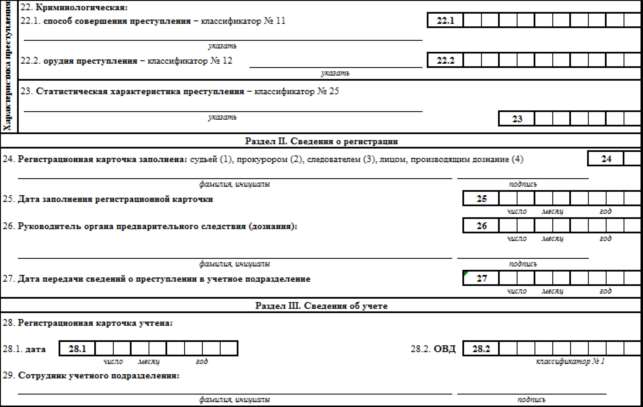 Характеристика преступления
22. Криминологическая:
22.1. способ совершения преступления – классификатор № 11 22.1
указать
22.2. орудия преступления – классификатор № 12 22.2
указать
23. Статистическая характеристика преступления – классификатор № 25
указать 23
Раздел II. Сведения о регистрации
24. Регистрационная карточка заполнена: судьей (1), прокурором (2), следователем (3), лицом, производящим дознание (4) 24
фамилия, инициалы подпись
25. Дата заполнения регистрационной карточки 25
число месяц год
26. Руководитель органа предварительного следствия (дознания): 26
число месяц год
фамилия, инициалы подпись
27. Дата передачи сведений о преступлении в учетное подразделение 27
число месяц год
Раздел III. Сведения об учете
28. Регистрационная карточка учтена:
28.1. дата 28.1 28.2. ОВД 28.2
число месяц год классификатор № 1
29. Сотрудник учетного подразделения:
фамилия, инициалы подпись